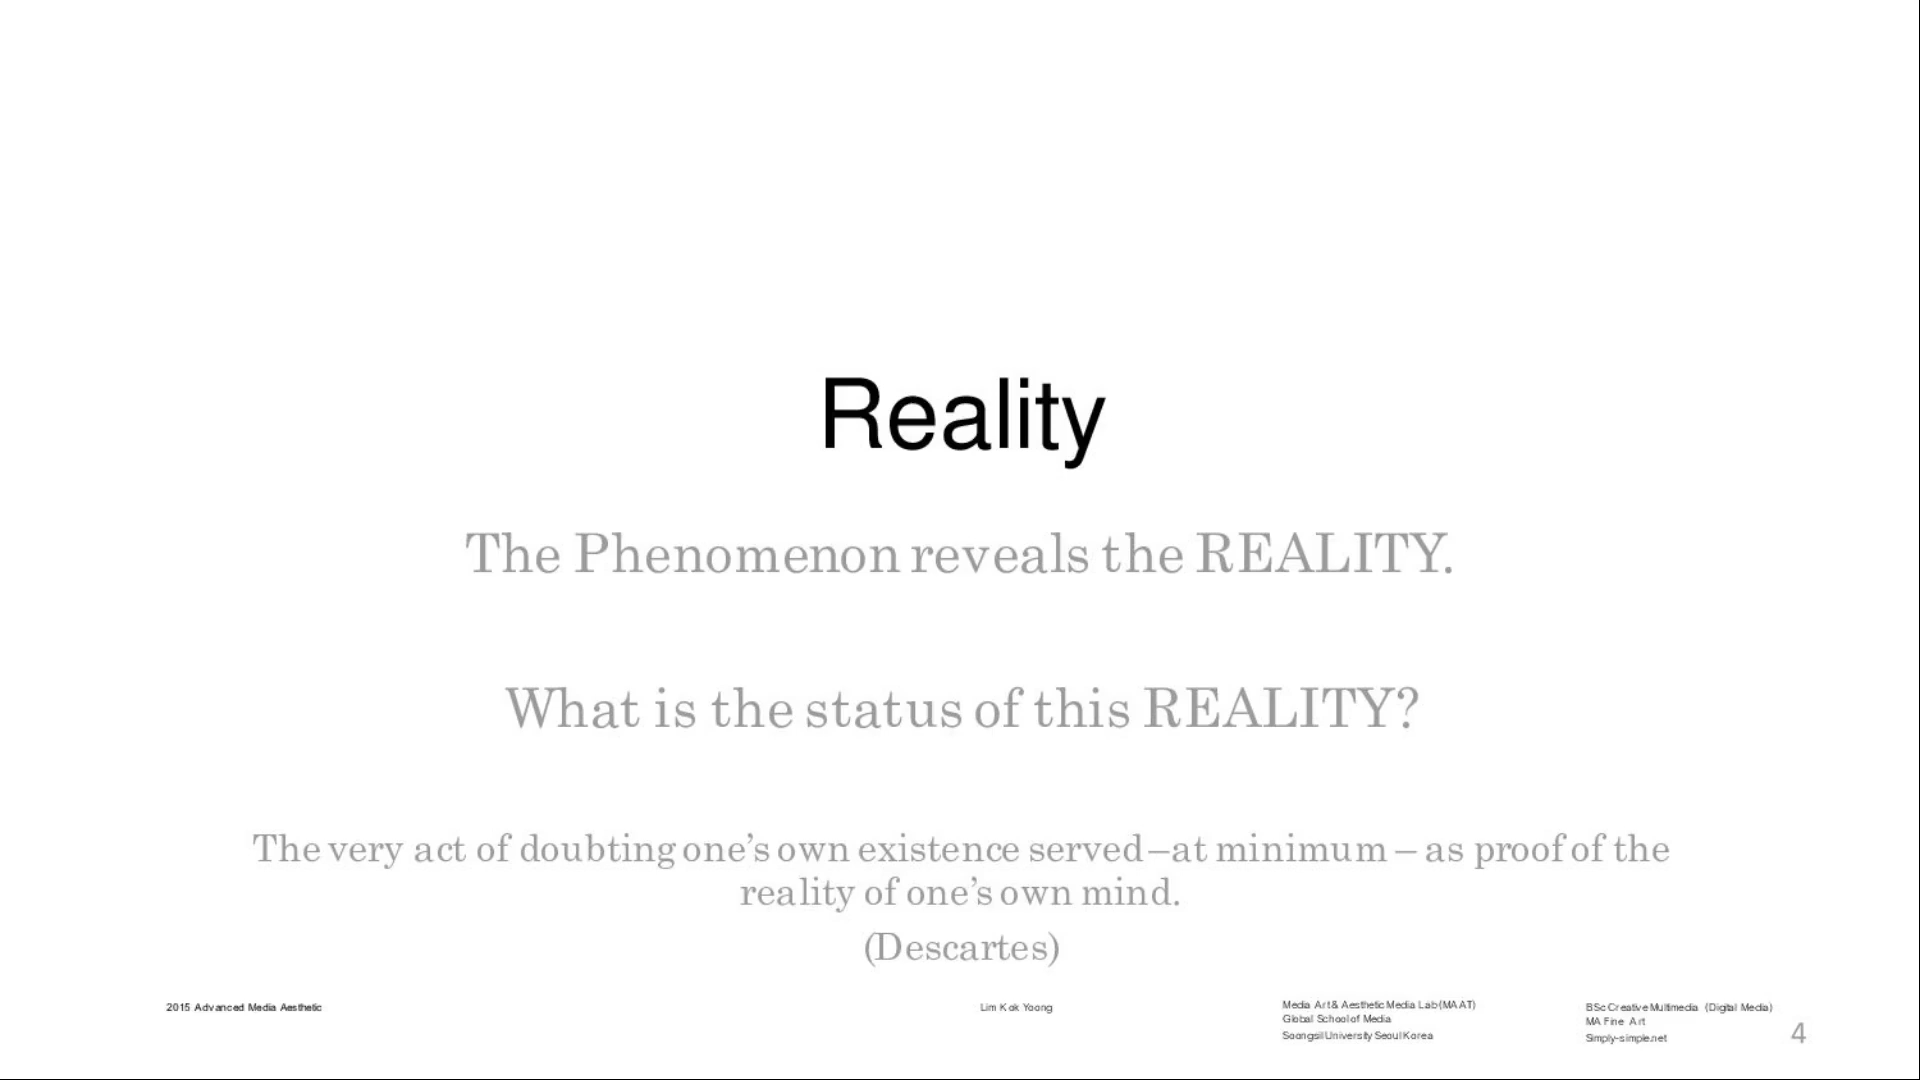 Reality
The Phenomenon reveals the REALITY.
What is the status of this REALITY?
The very act of doubting one’s own existence served –at minimum – as proof of the
reality of one’s own mind.
(Descartes)
2015 Advanced Media Aesthetic
Lim Kok Yoong
Media Art & Aesthetic Media Lab (MAAT)
Global School of Media
Soongsil University Seoul Korea
BSc Creative Multimedia (Digital Media)
MA Fine Art
Simply-simple.net
4